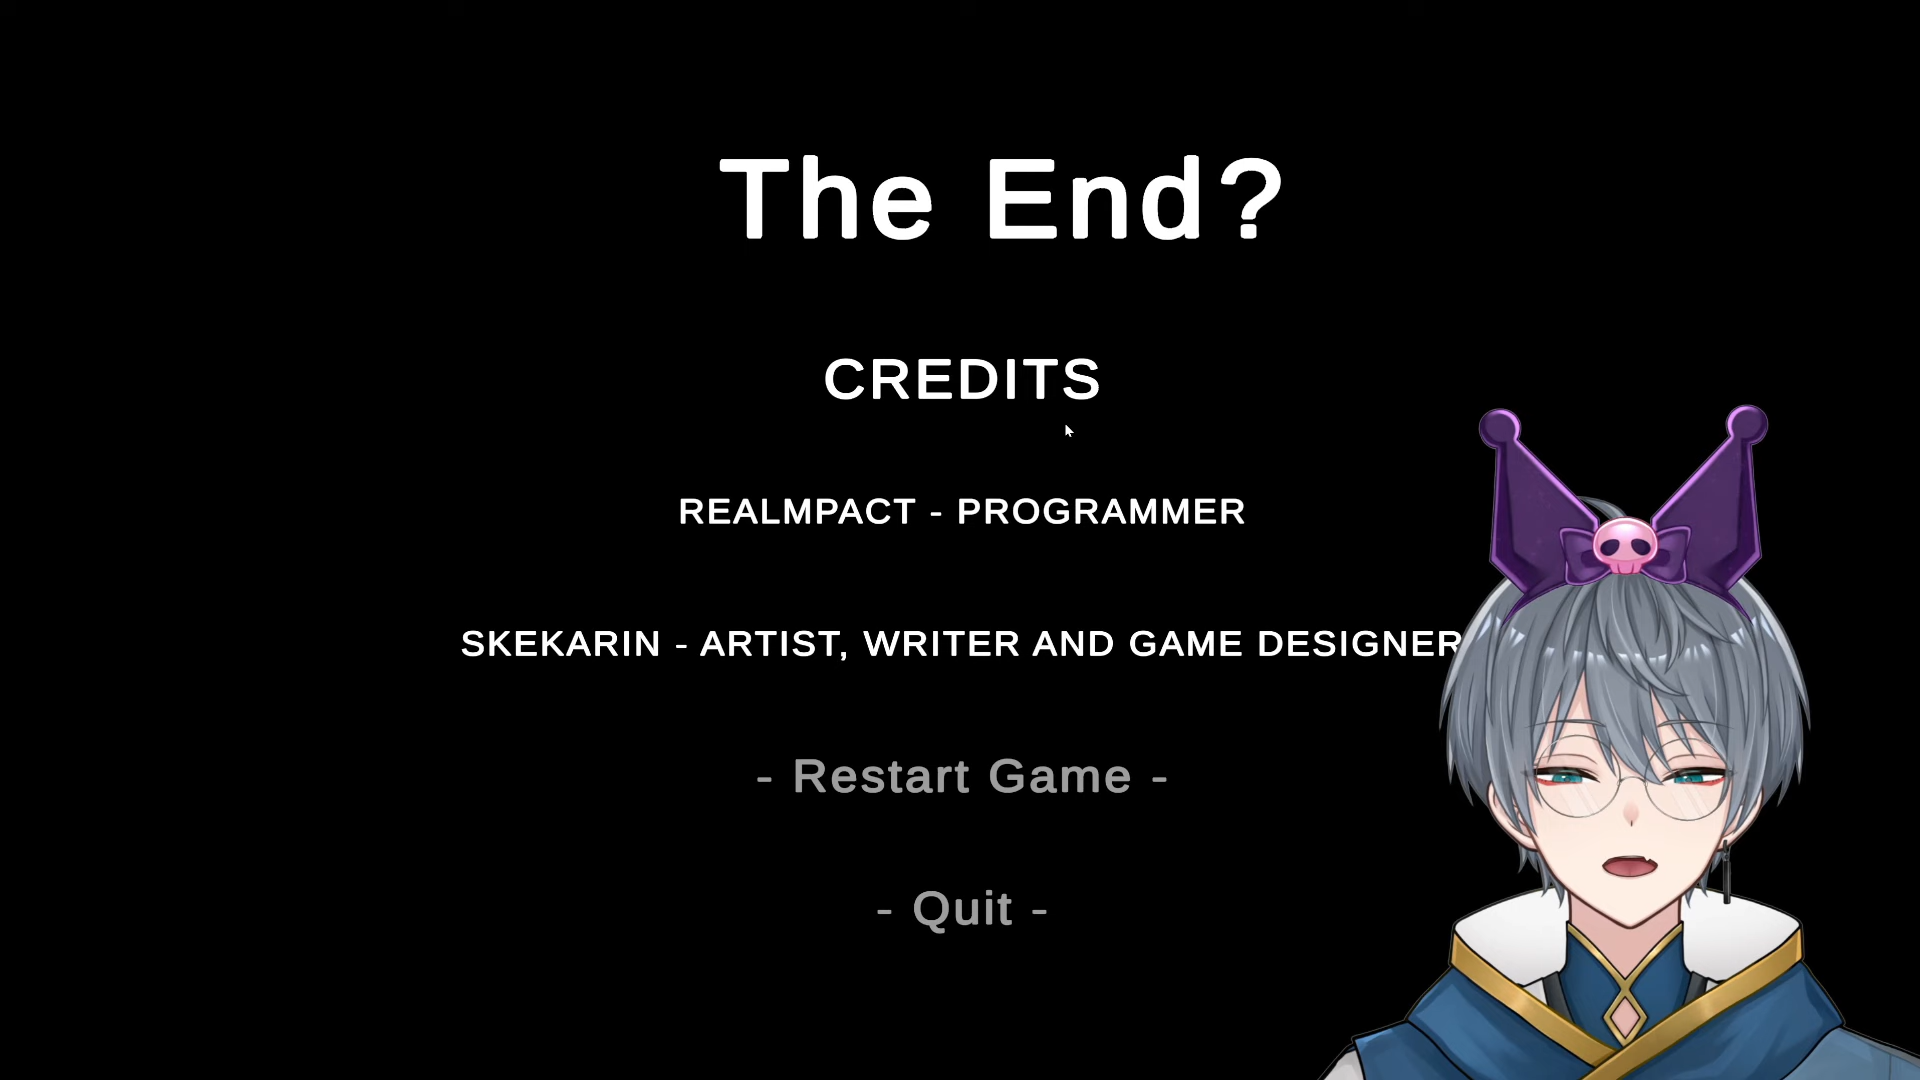 The End?
CREDITS
REALMPACT - PROGRAMMER
SKEKARIN - ARTIST, WRITER AND GAME DESIGNER
- Restart Game -
- Quit -